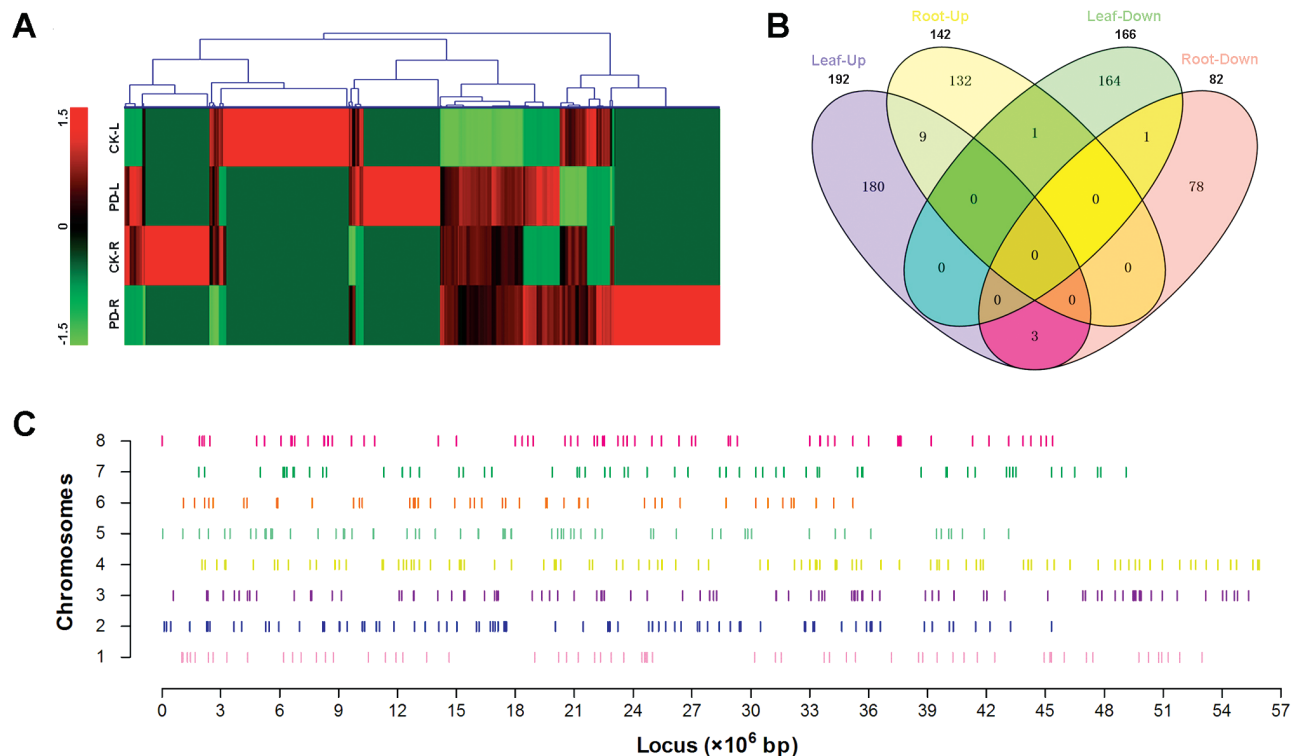 A
1.5
0
-1.5
CK-L
PD-L
CK-R
PD-R
B
Root-Up
142
Leaf-Down
166
Leaf-Up
192
Root-Down
82
132
164
9
1
1
180
0
0
78
0
0
0
0
0
3
C
Chromosomes
8
7
6
5
4
3
2
1
0 3 6 9 12 15 18 21 24 27 30 33 36 39 42 45 48 51 54 57
Locus (×10⁶ bp)